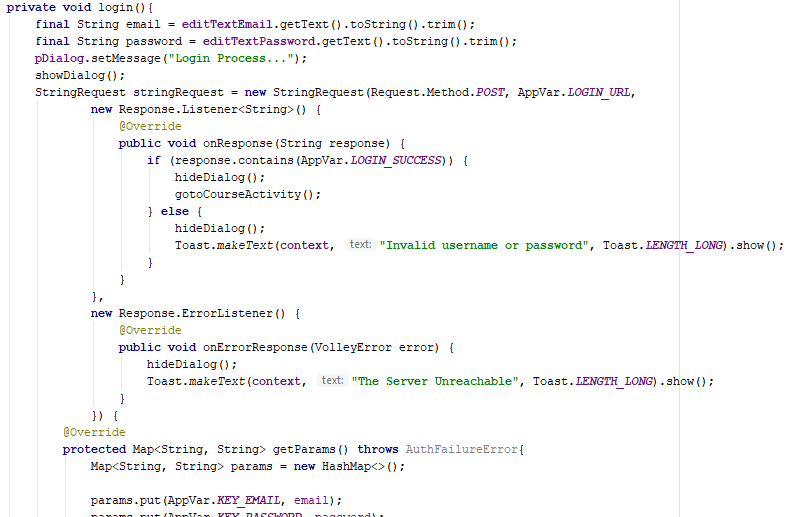 private void login(){
final String email = editTextEmail.getText().toString().trim();
final String password = editTextPassword.getText().toString().trim();
pDialog.setMessage("Login Process...");
showDialog();
StringRequest stringRequest = new StringRequest(Request.Method.POST, AppVar.LOGIN_URL,
new Response.Listener<String>() {
@Override
public void onResponse(String response) {
if (response.contains(AppVar.LOGIN_SUCCESS)) {
hideDialog();
gotoCourseActivity();
} else {
hideDialog();
Toast.makeText(context, text: "Invalid username or password", Toast.LENGTH_LONG).show();
}
}
},
new Response.ErrorListener() {
@Override
public void onErrorResponse(VolleyError error) {
hideDialog();
Toast.makeText(context, text: "The Server Unreachable", Toast.LENGTH_LONG).show();
}
}) {
@Override
protected Map<String, String> getParams() throws AuthFailureError{
Map<String, String> params = new HashMap<>();
params.put(AppVar.KEY_EMAIL, email);
params.put(AppVar.KEY_PASSWORD, password);